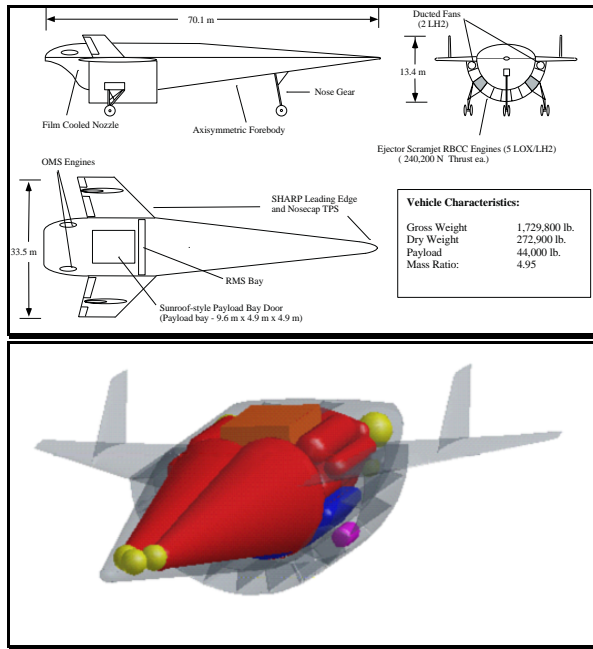 70.1 m
Ducted Fans
(2 LH2)
13.4 m
Nose Gear
Film Cooled Nozzle
Axisymmetric Forebody
Ejector Scramjet RBCC Engines (5 LOX/LH2)
( 240,200 N Thrust ea.)
OMS Engines
SHARP Leading Edge
and Nosecap TPS
33.5 m
RMS Bay
Sunroof-style Payload Bay Door
(Payload bay - 9.6 m x 4.9 m x 4.9 m)
Vehicle Characteristics:
Gross Weight 1,729,800 lb.
Dry Weight 272,900 lb.
Payload 44,000 lb.
Mass Ratio: 4.95